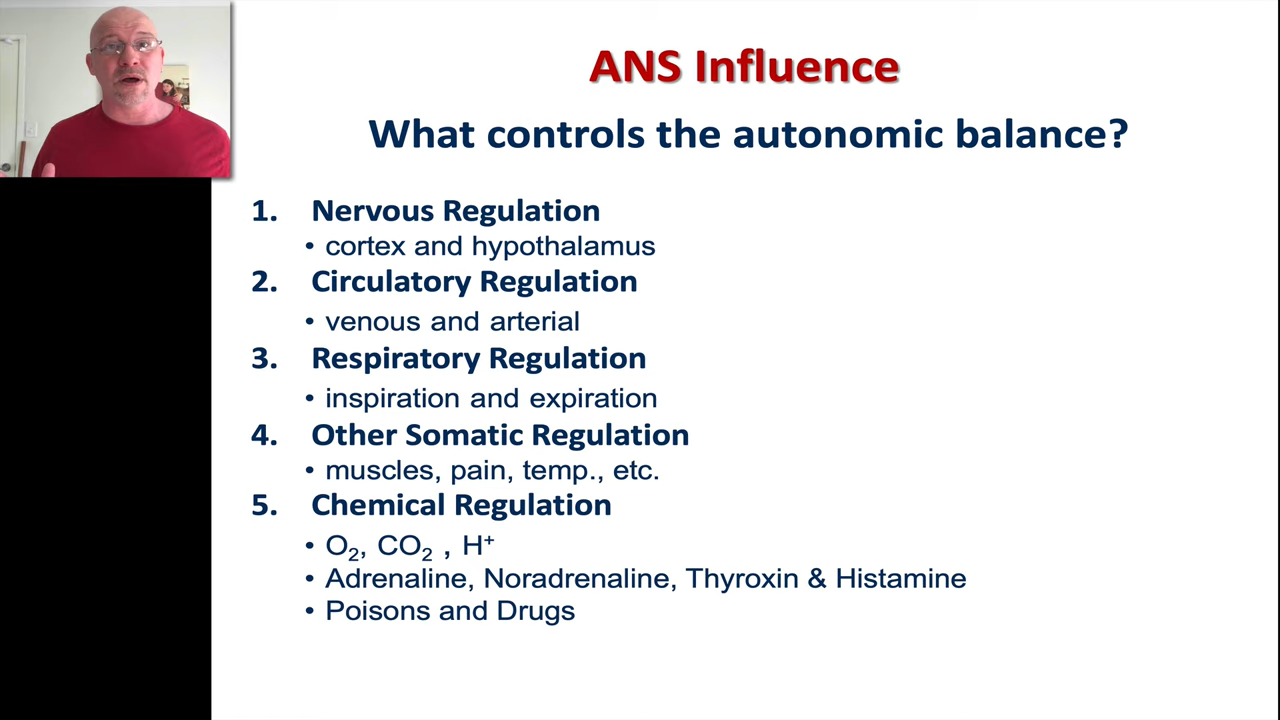 ANS Influence
What controls the autonomic balance?
1. Nervous Regulation
• cortex and hypothalamus
2. Circulatory Regulation
• venous and arterial
3. Respiratory Regulation
• inspiration and expiration
4. Other Somatic Regulation
• muscles, pain, temp., etc.
5. Chemical Regulation
• O₂, CO₂ , H⁺
• Adrenaline, Noradrenaline, Thyroxin & Histamine
• Poisons and Drugs